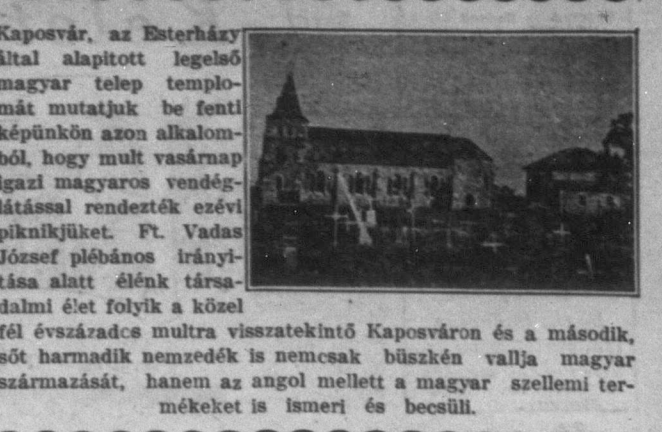 Kaposvár, az Esterházy
által alapitott legelső
magyar telep templo-
mát mutatjuk be fenti
képünkön azon alkalom-
ból, hogy mult vasárnap
igazi magyaros vendég-
látással rendezték ezévi
piknikjüket. Ft. Vadas
József plébános irányi-
tása alatt élénk társa-
dalmi élet folyik a közel
fél évszázados multra visszatekintő Kaposváron és a második,
sőt harmadik nemzedék is nemcsak büszkén vallja magyar
származását, hanem az angol mellett a magyar szellemi ter-
mékeket is ismeri és becsüli.